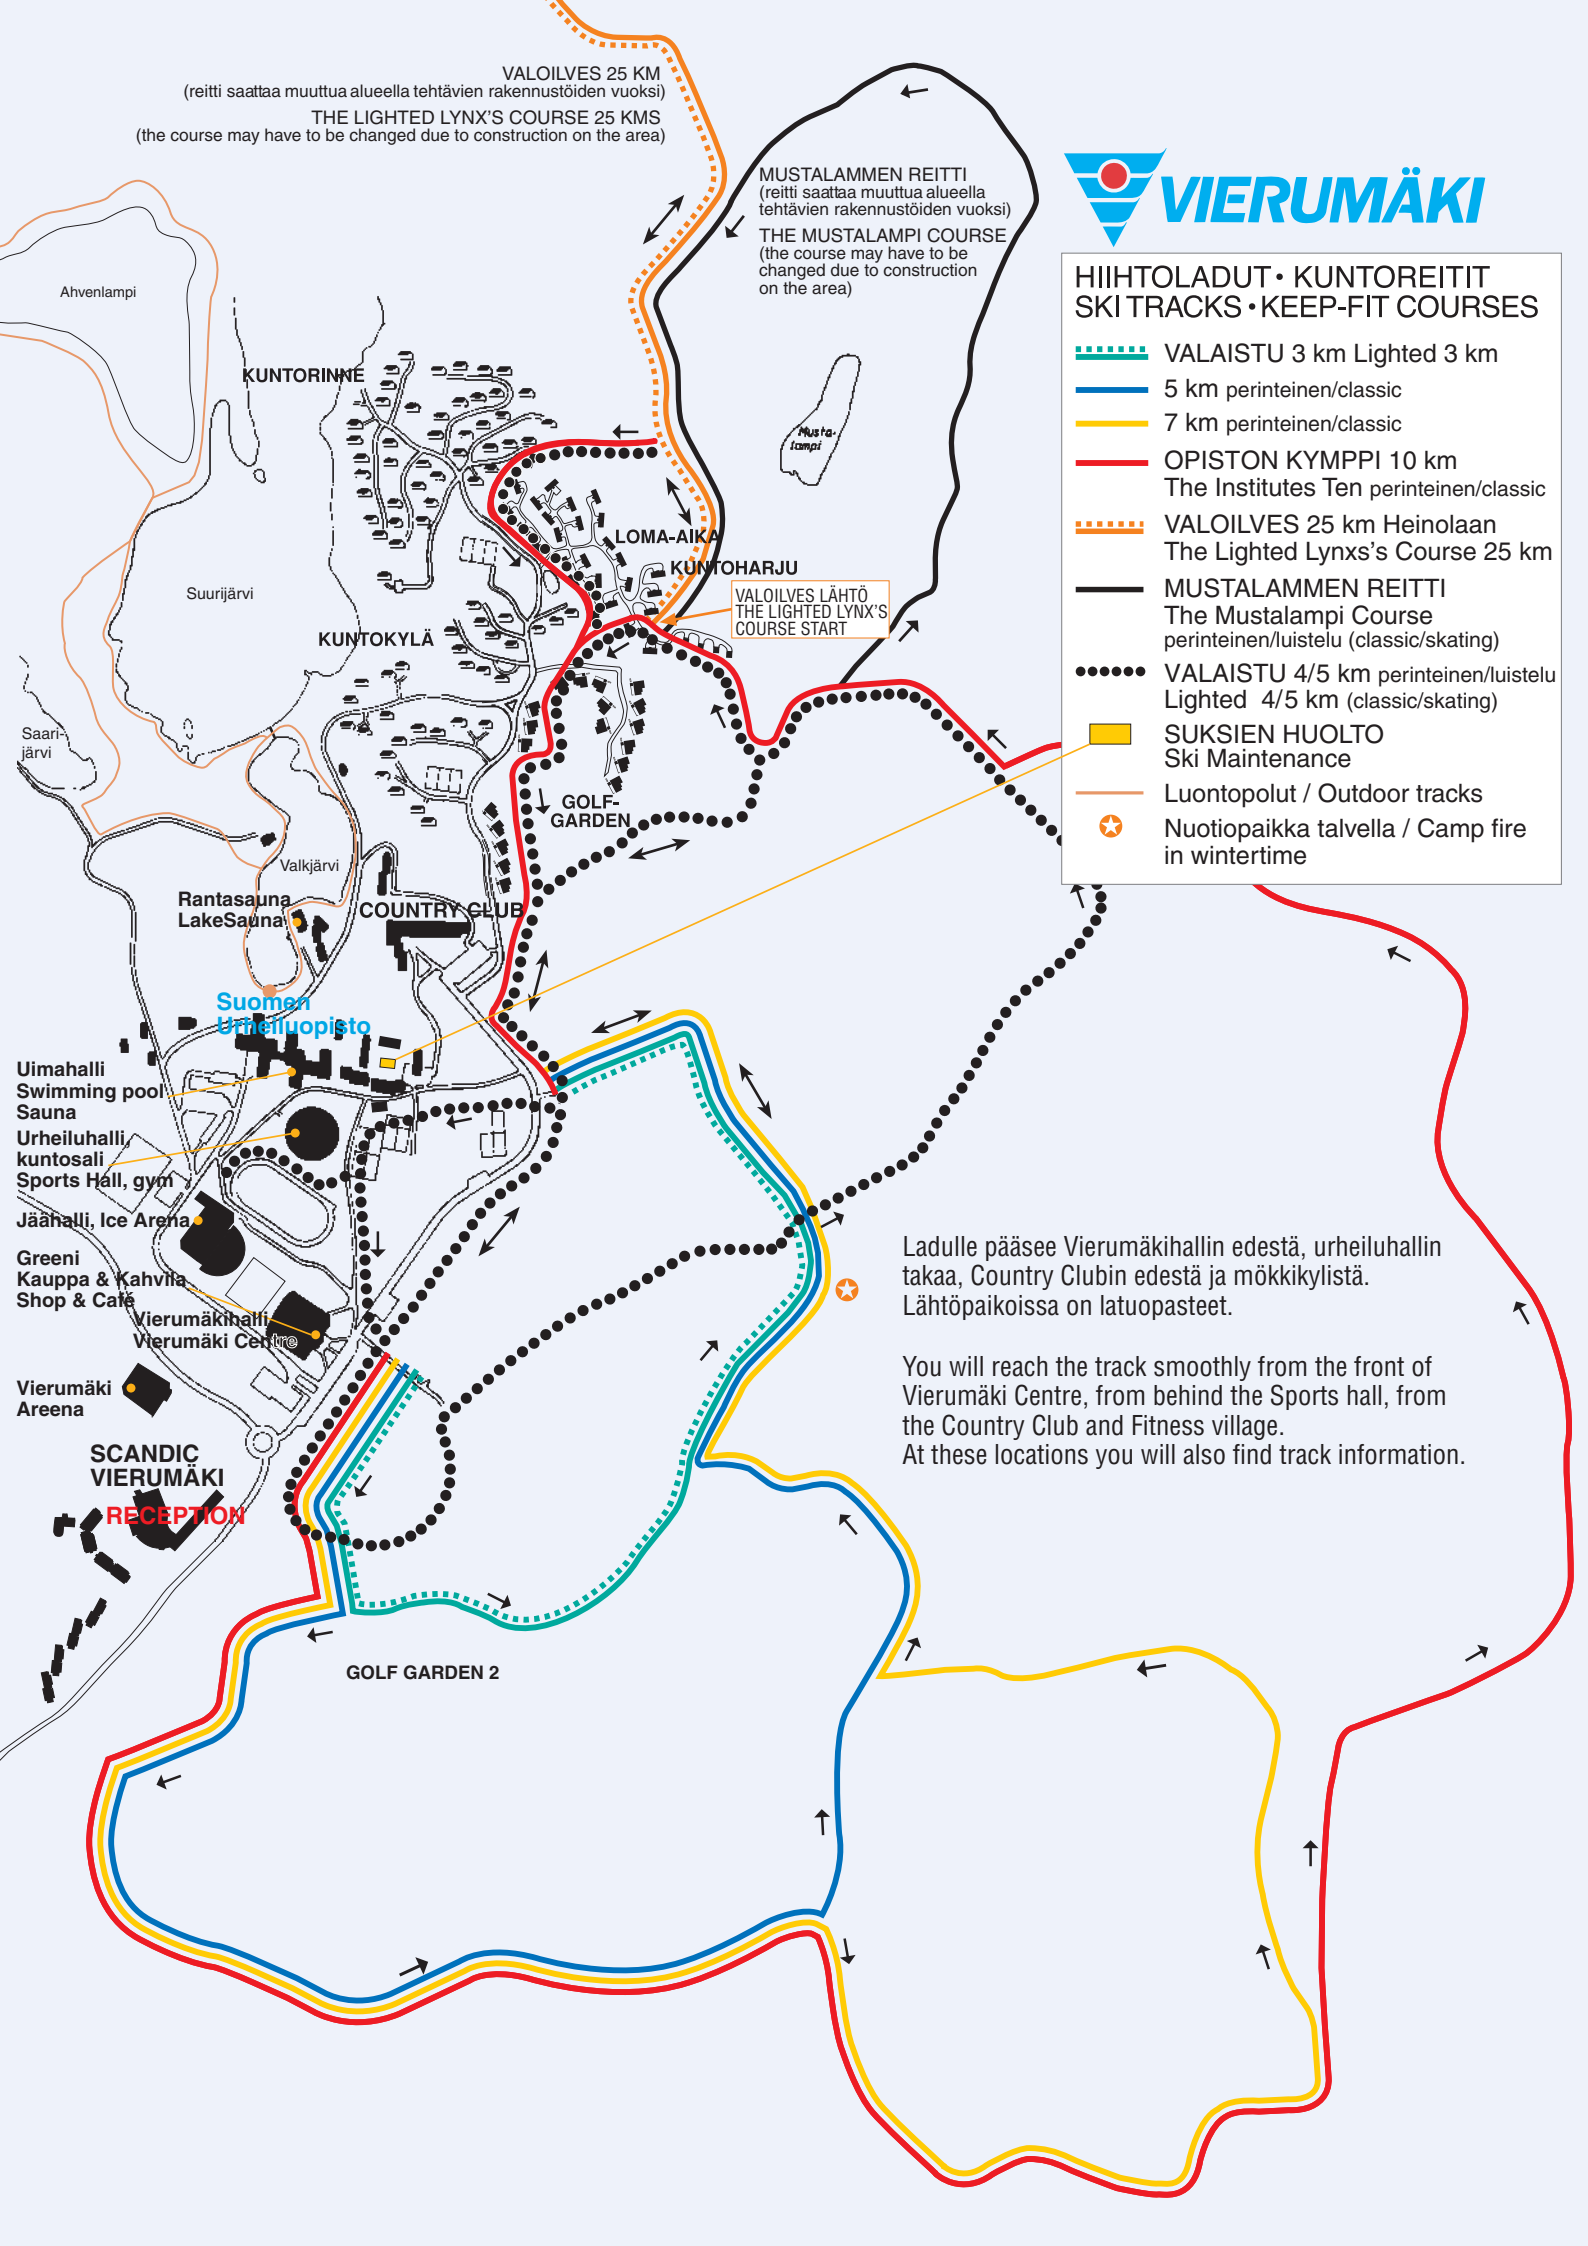 VALOILVES 25 KM
(reitti saattaa muuttua alueella tehtävien rakennustöiden vuoksi)
THE LIGHTED LYNX'S COURSE 25 KMS
(the course may have to be changed due to construction on the area)
MUSTALAMMEN REITTI
(reitti saattaa muuttua alueella
tehtävien rakennustöiden vuoksi)
THE MUSTALAMPI COURSE
(the course may have to be
changed due to construction
on the area)
VIERUMÄKI
HIIHTOLADUT • KUNTOREITIT
SKI TRACKS • KEEP-FIT COURSES
VALAISTU 3 km Lighted 3 km
5 km perinteinen/classic
7 km perinteinen/classic
OPISTON KYMPPI 10 km
The Institutes Ten perinteinen/classic
VALOILVES 25 km Heinolaan
The Lighted Lynxs's Course 25 km
MUSTALAMMEN REITTI
The Mustalampi Course
perinteinen/luistelu (classic/skating)
VALAISTU 4/5 km perinteinen/luistelu
Lighted 4/5 km (classic/skating)
SUKSIEN HUOLTO
Ski Maintenance
Luontopolut / Outdoor tracks
Nuotiopaikka talvella / Camp fire
in wintertime
Ahvenlampi
KUNTORINNE
Musta-
lampi
LOMA-AIKA
KUNTOHARJU
VALOILVES LÄHTÖ
THE LIGHTED LYNX'S
COURSE START
Suurijärvi
KUNTOKYLÄ
Saari-
järvi
GOLF-
GARDEN
Valkjärvi
Rantasauna
LakeSauna
COUNTRY CLUB
Suomen
Urheiluopisto
Uimahalli
Swimming pool
Sauna
Urheiluhalli,
kuntosali
Sports Hall, gym
Jäähalli, Ice Arena
Greeni
Kauppa & Kahvila
Shop & Café
Vierumäkihalli
Vierumäki Centre
Vierumäki
Areena
SCANDIC
VIERUMÄKI
RECEPTION
GOLF GARDEN 2
Ladulle pääsee Vierumäkihallin edestä, urheiluhallin
takaa, Country Clubin edestä ja mökkikylistä.
Lähtöpaikoissa on latuopasteet.
You will reach the track smoothly from the front of
Vierumäki Centre, from behind the Sports hall, from
the Country Club and Fitness village.
At these locations you will also find track information.